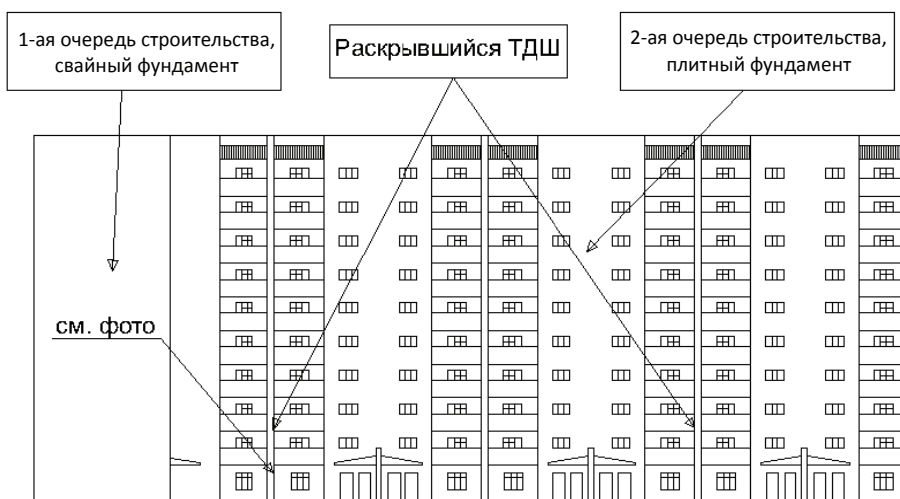 1-ая очередь строительства,
свайный фундамент
Раскрывшийся ТДШ
2-ая очередь строительства,
плитный фундамент
см. фото